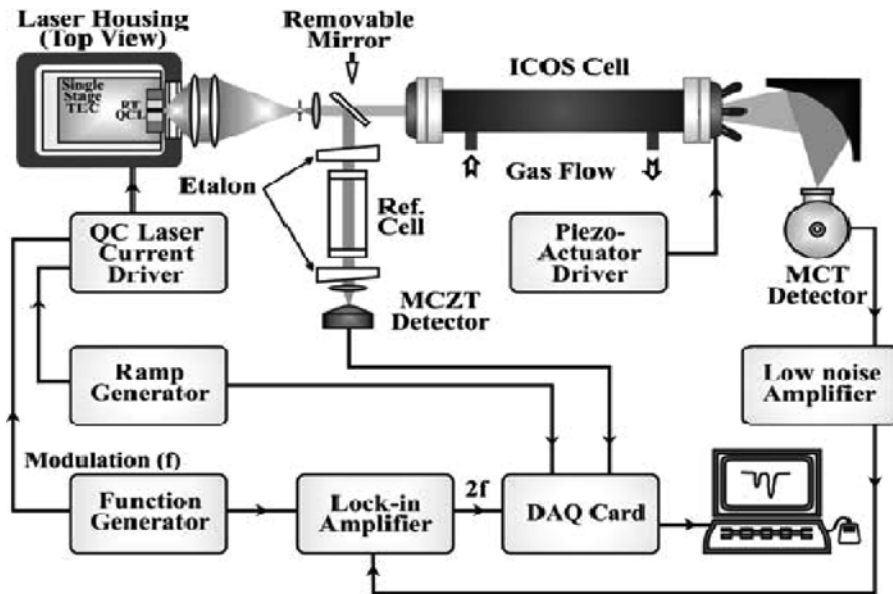 Laser Housing
(Top View)
Removable
Mirror
Single
Stage
TEC
RT
QCL
ICOS Cell
Gas Flow
Etalon
Ref.
Cell
QC Laser
Current
Driver
Piezo-
Actuator
Driver
MCT
Detector
MCZT
Detector
Ramp
Generator
Low noise
Amplifier
Modulation (f)
Function
Generator
Lock-in
Amplifier
2f
DAQ Card